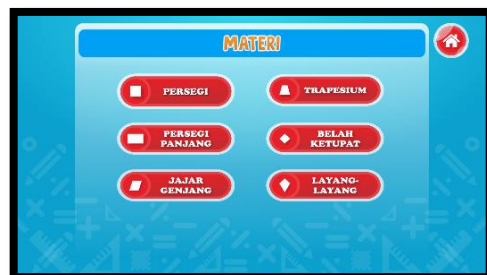 MATERI
PERSEGI
TRAPESIUM
PERSEGI
PANJANG
BELAH
KETUPAT
JAJAR
GENJANG
LAYANG-
LAYANG